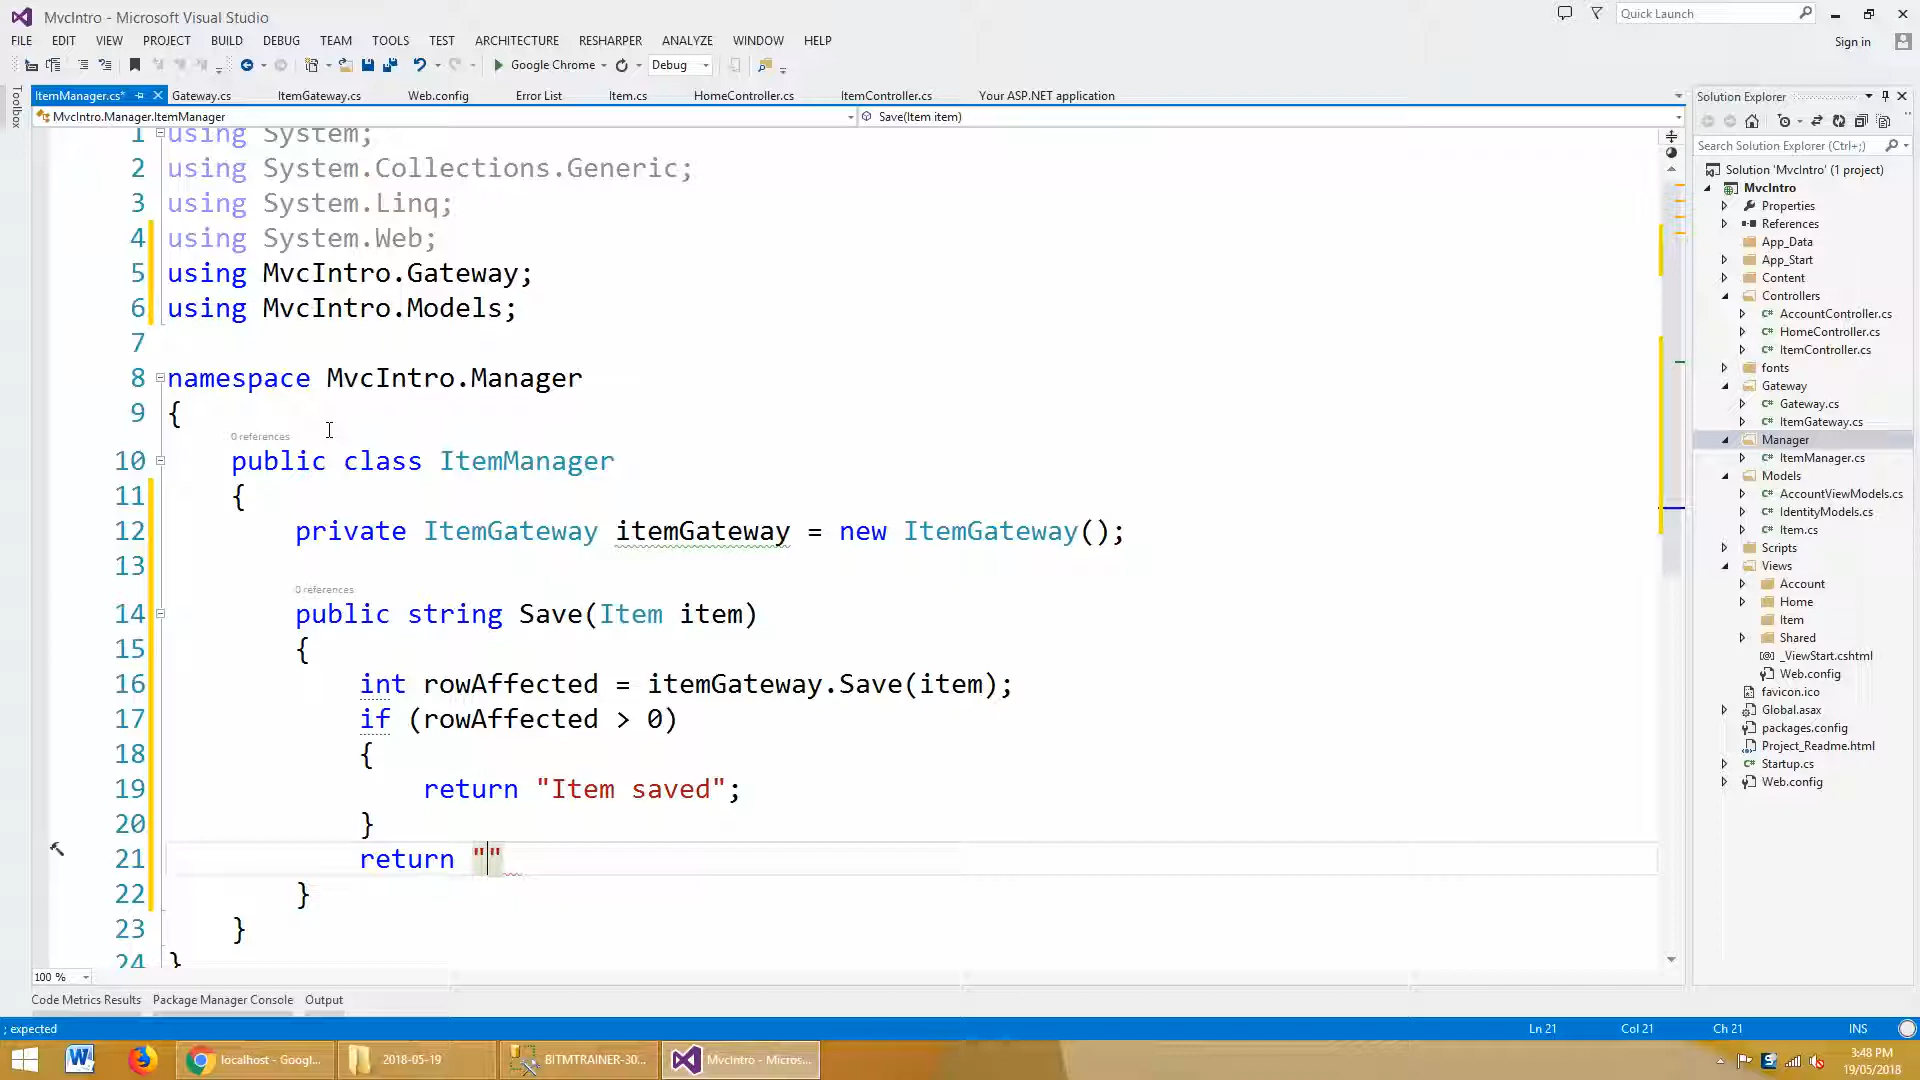 MvcIntro - Microsoft Visual Studio
Quick Launch
FILE EDIT VIEW PROJECT BUILD DEBUG TEAM TOOLS TEST ARCHITECTURE RESHARPER ANALYZE WINDOW HELP
Sign in
Google Chrome Debug
Toolbox
ItemManager.cs* Gateway.cs ItemGateway.cs Web.config Error List Item.cs HomeController.cs ItemController.cs Your ASP.NET application
MvcIntro.Manager.ItemManager Save(Item item)
1 using System;
2 using System.Collections.Generic;
3 using System.Linq;
4 using System.Web;
5 using MvcIntro.Gateway;
6 using MvcIntro.Models;
7
8 namespace MvcIntro.Manager
9 {
0 references
10 public class ItemManager
11 {
12 private ItemGateway itemGateway = new ItemGateway();
13
0 references
14 public string Save(Item item)
15 {
16 int rowAffected = itemGateway.Save(item);
17 if (rowAffected > 0)
18 {
19 return "Item saved";
20 }
21 return ""
22 }
23 }
24 }
100 %
Code Metrics Results Package Manager Console Output
Solution Explorer
Search Solution Explorer (Ctrl+;)
Solution 'MvcIntro' (1 project)
MvcIntro
Properties
References
App_Data
App_Start
Content
Controllers
AccountController.cs
HomeController.cs
ItemController.cs
fonts
Gateway
Gateway.cs
ItemGateway.cs
Manager
ItemManager.cs
Models
AccountViewModels.cs
IdentityModels.cs
Item.cs
Scripts
Views
Account
Home
Item
Shared
_ViewStart.cshtml
Web.config
favicon.ico
Global.asax
packages.config
Project_Readme.html
Startup.cs
Web.config
; expected Ln 21 Col 21 Ch 21 INS
localhost - Googl... 2018-05-19 BITMTRAINER-30... MvcIntro - Micros...
3:48 PM
19/05/2018